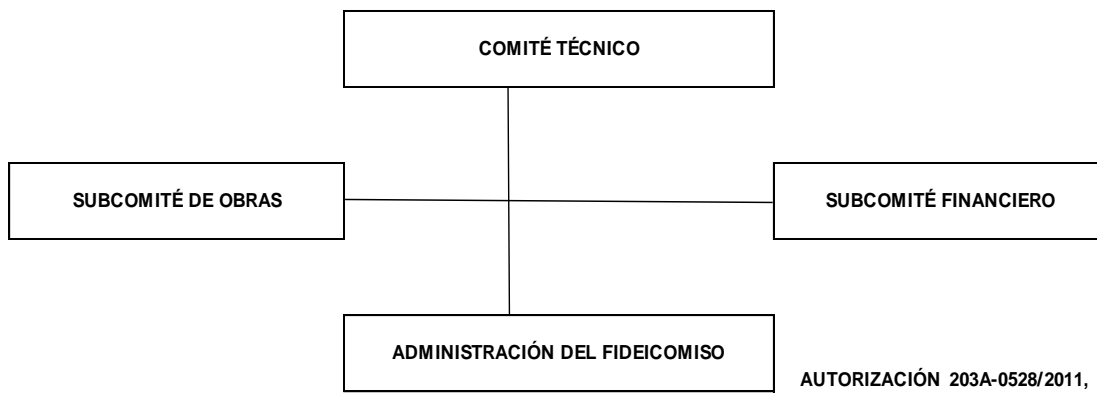 COMITÉ TÉCNICO
SUBCOMITÉ DE OBRAS
SUBCOMITÉ FINANCIERO
ADMINISTRACIÓN DEL FIDEICOMISO
AUTORIZACIÓN 203A-0528/2011,